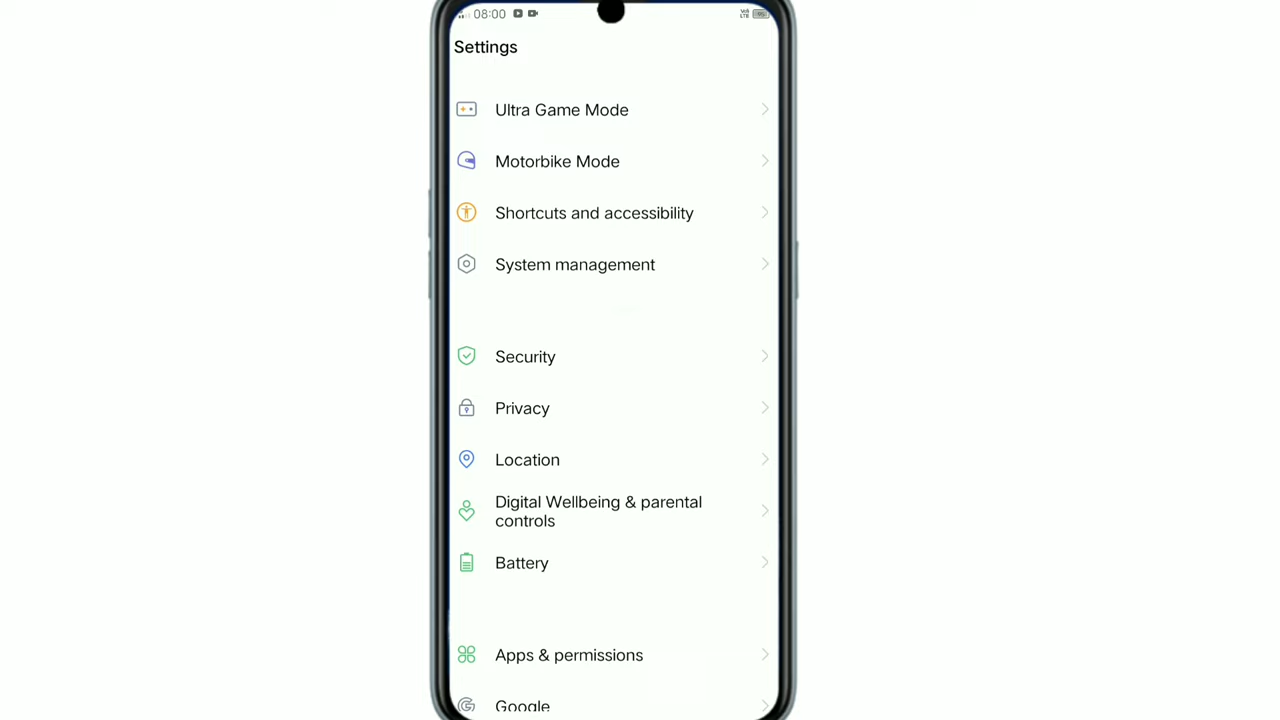 08:00
Settings
Ultra Game Mode
Motorbike Mode
Shortcuts and accessibility
System management
Security
Privacy
Location
Digital Wellbeing & parental
controls
Battery
Apps & permissions
Google